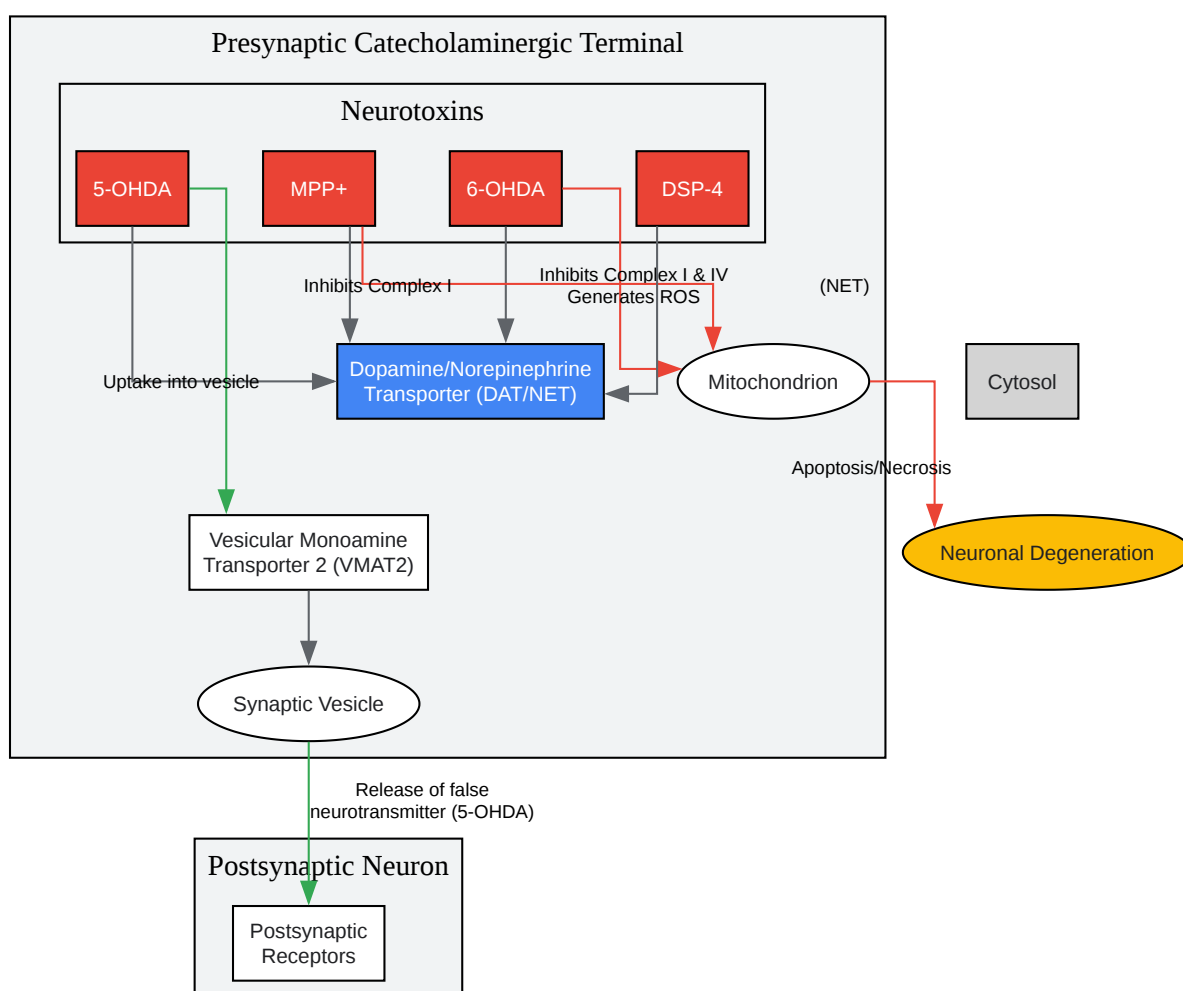 Presynaptic Catecholaminergic Terminal
Neurotoxins
5-OHDA
MPP+
6-OHDA
DSP-4
Inhibits Complex I
Inhibits Complex I & IV
Generates ROS
(NET)
Uptake into vesicle
Dopamine/Norepinephrine
Transporter (DAT/NET)
Mitochondrion
Cytosol
Apoptosis/Necrosis
Vesicular Monoamine
Transporter 2 (VMAT2)
Neuronal Degeneration
Synaptic Vesicle
Release of false
neurotransmitter (5-OHDA)
Postsynaptic Neuron
Postsynaptic
Receptors